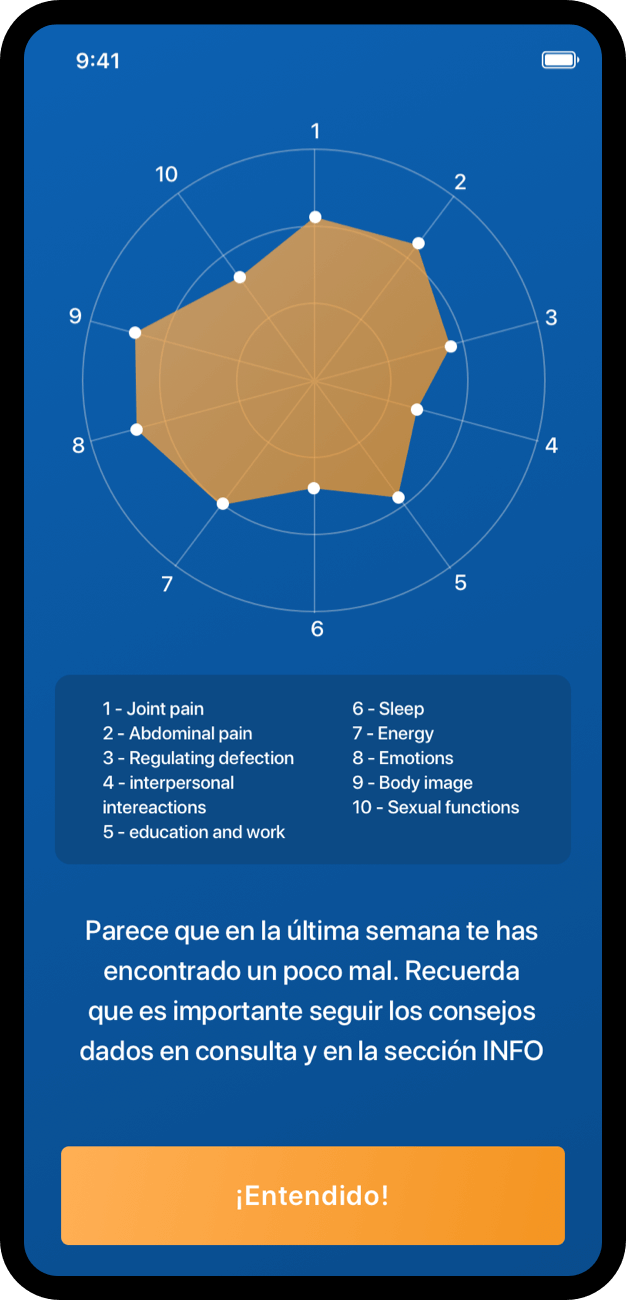 9:41
1
10
2
9
3
8
4
7
5
6
1 - Joint pain
2 - Abdominal pain
3 - Regulating defection
4 - interpersonal
intereactions
5 - education and work
6 - Sleep
7 - Energy
8 - Emotions
9 - Body image
10 - Sexual functions
Parece que en la última semana te has
encontrado un poco mal. Recuerda
que es importante seguir los consejos
dados en consulta y en la sección INFO
¡Entendido!